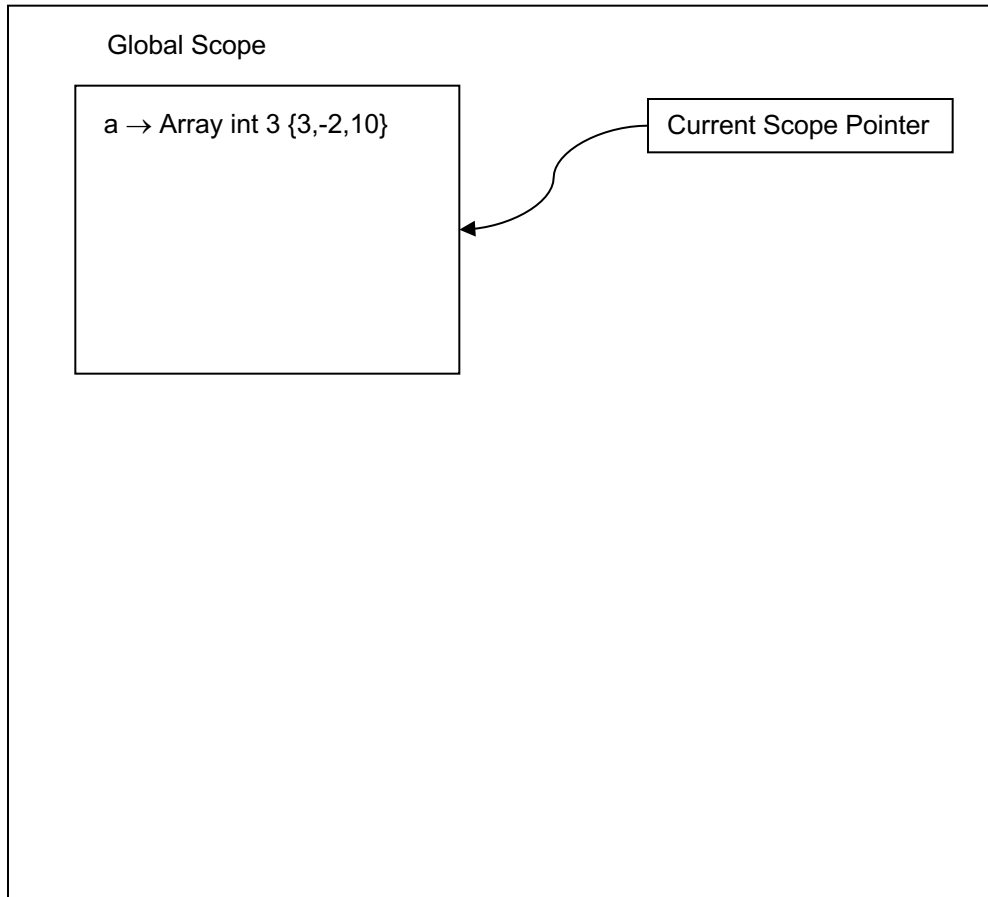 Global Scope
a → Array int 3 {3,-2,10}
Current Scope Pointer